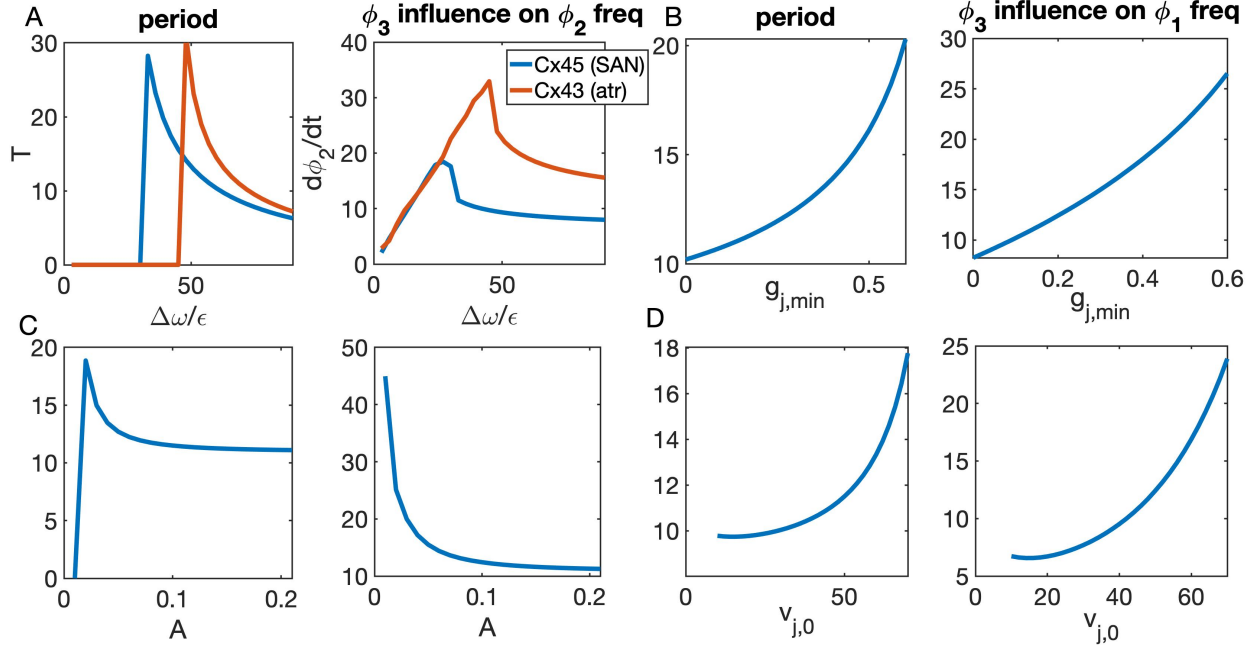 A
period
ϕ3 influence on ϕ2 freq
B
period
ϕ3 influence on ϕ1 freq
30
20
10
0
T
0
50
Δω/ϵ
40
30
20
10
0
dϕ2/dt
Cx45 (SAN)
Cx43 (atr)
0
50
Δω/ϵ
20
15
10
0
0.5
gj,min
30
25
20
15
10
0
0.2
0.4
0.6
gj,min
C
20
15
10
5
0
0
0.1
0.2
A
50
40
30
20
10
0
0.1
0.2
A
D
18
16
14
12
10
0
50
vj,0
25
20
15
10
5
0
20
40
60
vj,0